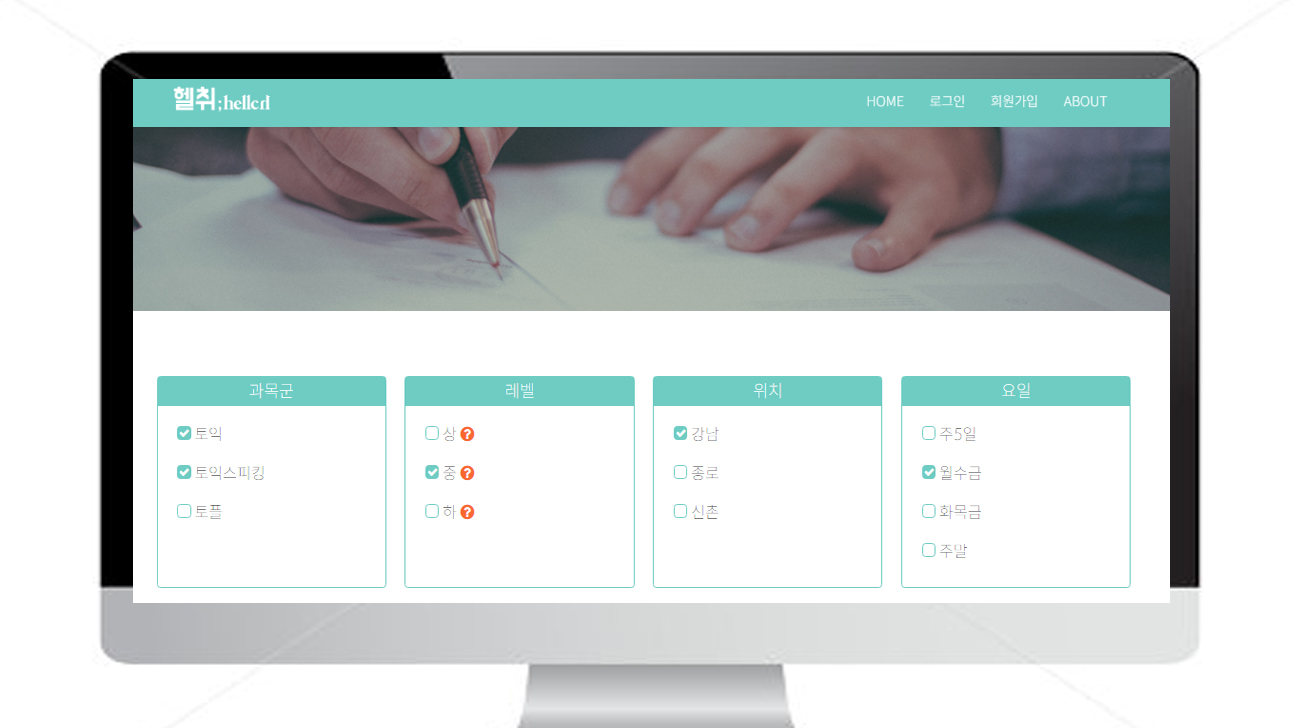 헬취;hellcrl
HOME 로그인 회원가입 ABOUT
과목군
토익
토익스피킹
토플
레벨
상 ?
중 ?
하 ?
위치
강남
종로
신촌
요일
주5일
월수금
화목금
주말